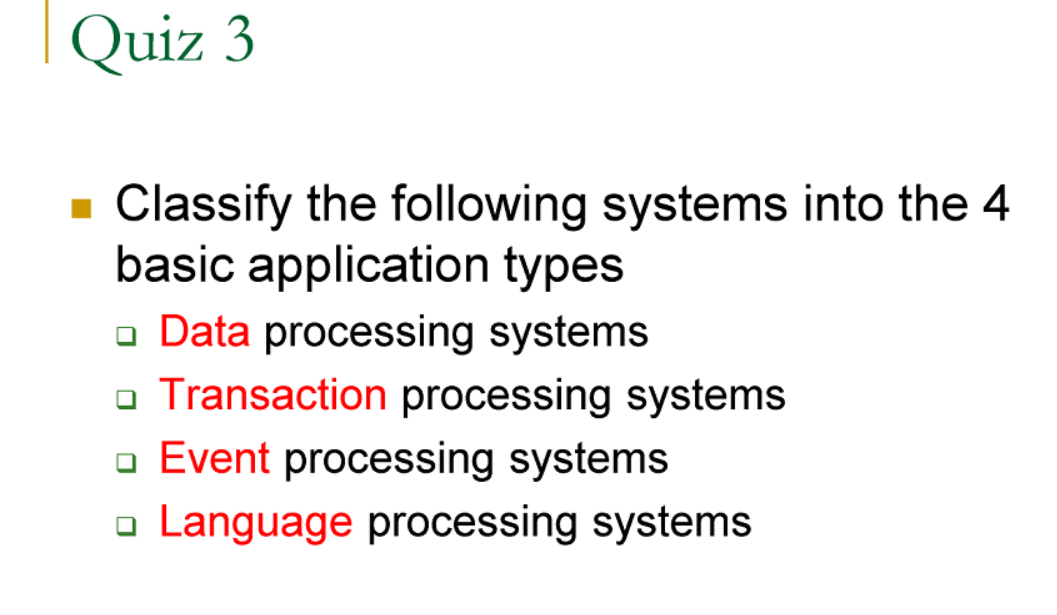 Quiz 3
Classify the following systems into the 4
basic application types
Data processing systems
Transaction processing systems
Event processing systems
Language processing systems